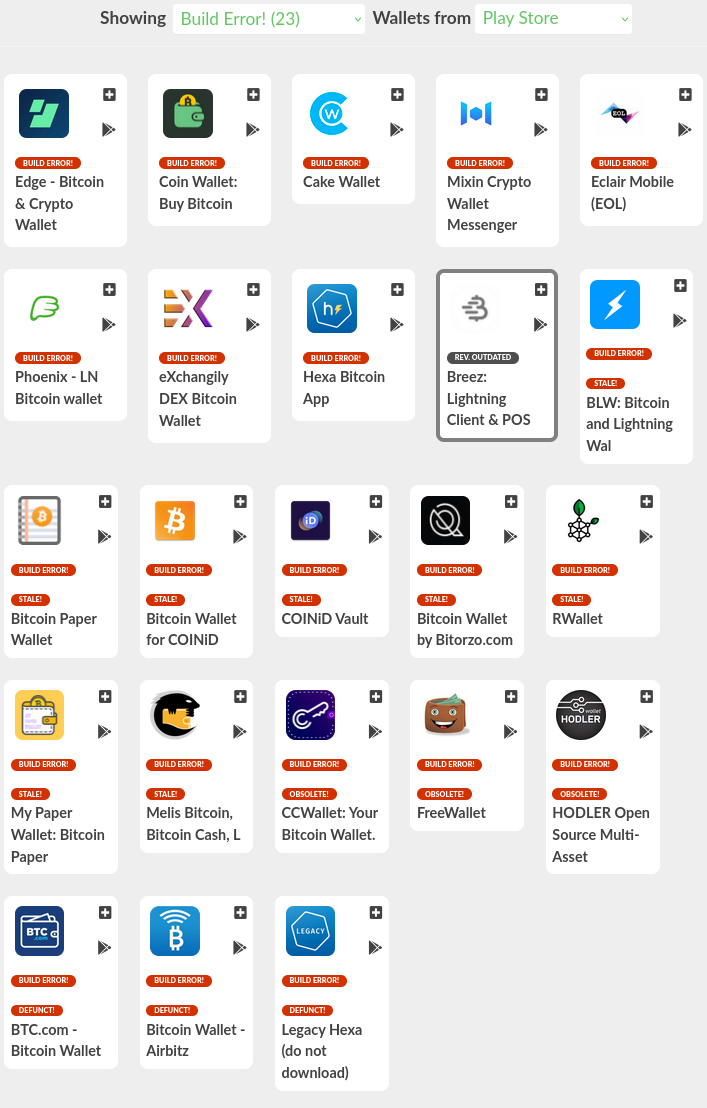 Showing Build Error! (23) Wallets from Play Store
BUILD ERROR!
Edge - Bitcoin
& Crypto
Wallet
BUILD ERROR!
Coin Wallet:
Buy Bitcoin
W
BUILD ERROR!
Cake Wallet
BUILD ERROR!
Mixin Crypto
Wallet
Messenger
EOL
BUILD ERROR!
Eclair Mobile
(EOL)
BUILD ERROR!
Phoenix - LN
Bitcoin wallet
EX
BUILD ERROR!
eXchangily
DEX Bitcoin
Wallet
h
BUILD ERROR!
Hexa Bitcoin
App
REV. OUTDATED
Breez:
Lightning
Client & POS
BUILD ERROR!
STALE!
BLW: Bitcoin
and Lightning
Wal
BUILD ERROR!
STALE!
Bitcoin Paper
Wallet
BUILD ERROR!
STALE!
Bitcoin Wallet
for COINiD
iD
BUILD ERROR!
STALE!
COINiD Vault
BUILD ERROR!
STALE!
Bitcoin Wallet
by Bitorzo.com
BUILD ERROR!
STALE!
RWallet
BUILD ERROR!
STALE!
My Paper
Wallet: Bitcoin
Paper
BUILD ERROR!
STALE!
Melis Bitcoin,
Bitcoin Cash, L
BUILD ERROR!
OBSOLETE!
CCWallet: Your
Bitcoin Wallet.
BUILD ERROR!
OBSOLETE!
FreeWallet
wallet
HODLER
BUILD ERROR!
OBSOLETE!
HODLER Open
Source Multi-
Asset
BTC
.com
BUILD ERROR!
DEFUNCT!
BTC.com -
Bitcoin Wallet
BUILD ERROR!
DEFUNCT!
Bitcoin Wallet -
Airbitz
LEGACY
BUILD ERROR!
DEFUNCT!
Legacy Hexa
(do not
download)